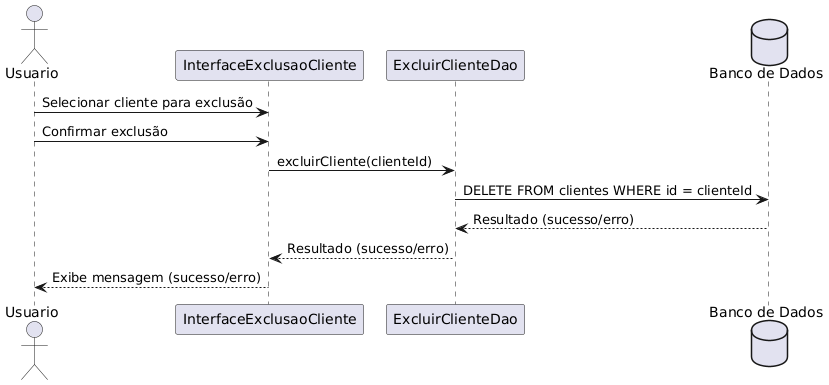 Usuario
InterfaceExclusaoCliente
ExcluirClienteDao
Banco de Dados
Selecionar cliente para exclusão
Confirmar exclusão
excluirCliente(clienteId)
DELETE FROM clientes WHERE id = clienteId
Resultado (sucesso/erro)
Resultado (sucesso/erro)
Exibe mensagem (sucesso/erro)
Usuario
InterfaceExclusaoCliente
ExcluirClienteDao
Banco de Dados